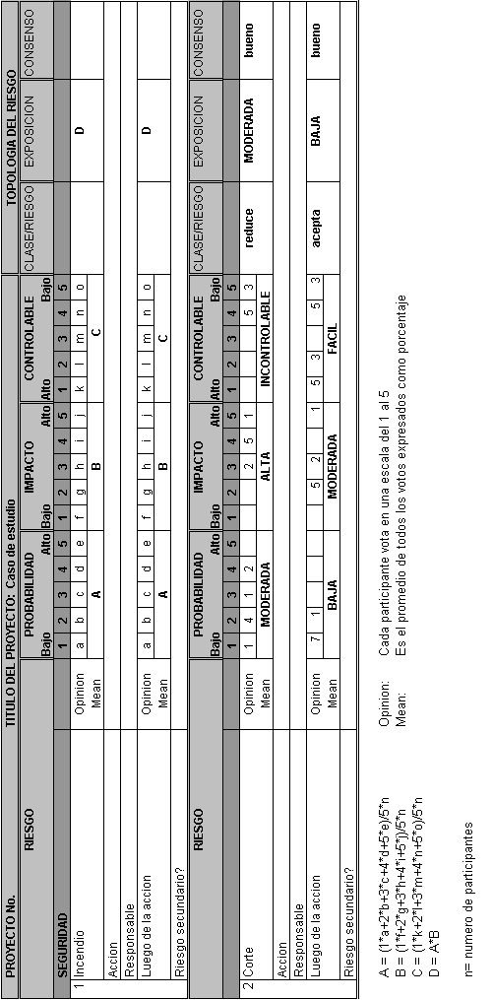 PROYECTO No. TITULO DEL PROYECTO: Caso de estudio TOPOLOGIA DEL RIESGO
RIESGO PROBABILIDAD IMPACTO CONTROLABLE CLASE/RIESGO EXPOSICION CONSENSO
Bajo Alto Bajo Alto Alto Bajo
SEGURIDAD 1 2 3 4 5 1 2 3 4 5 1 2 3 4 5
1 Incendio Opinion a b c d e f g h i j k l m n o D
Mean A B C
Accion
Responsable
Luego de la accion Opinion a b c d e f g h i j k l m n o D
Mean A B C
Riesgo secundario?
RIESGO PROBABILIDAD IMPACTO CONTROLABLE CLASE/RIESGO EXPOSICION CONSENSO
Bajo Alto Bajo Alto Alto Bajo
1 2 3 4 5 1 2 3 4 5 1 2 3 4 5
2 Corte Opinion 1 4 1 2 2 5 1 5 3 reduce MODERADA bueno
Mean MODERADA ALTA INCONTROLABLE
Accion
Responsable
Luego de la accion Opinion 7 1 5 2 1 5 3 5 3 acepta BAJA bueno
Mean BAJA MODERADA FACIL
Riesgo secundario?
A = (1*a+2*b+3*c+4*d+5*e)/5*n Opinion: Cada participante vota en una escala del 1 al 5
B = (1*f+2*g+3*h+4*i+5*j)/5*n Mean: Es el promedio de todos los votos expresados como porcentaje
C = (1*k+2*l+3*m+4*n+5*o)/5*n
D = A*B
n= numero de participantes